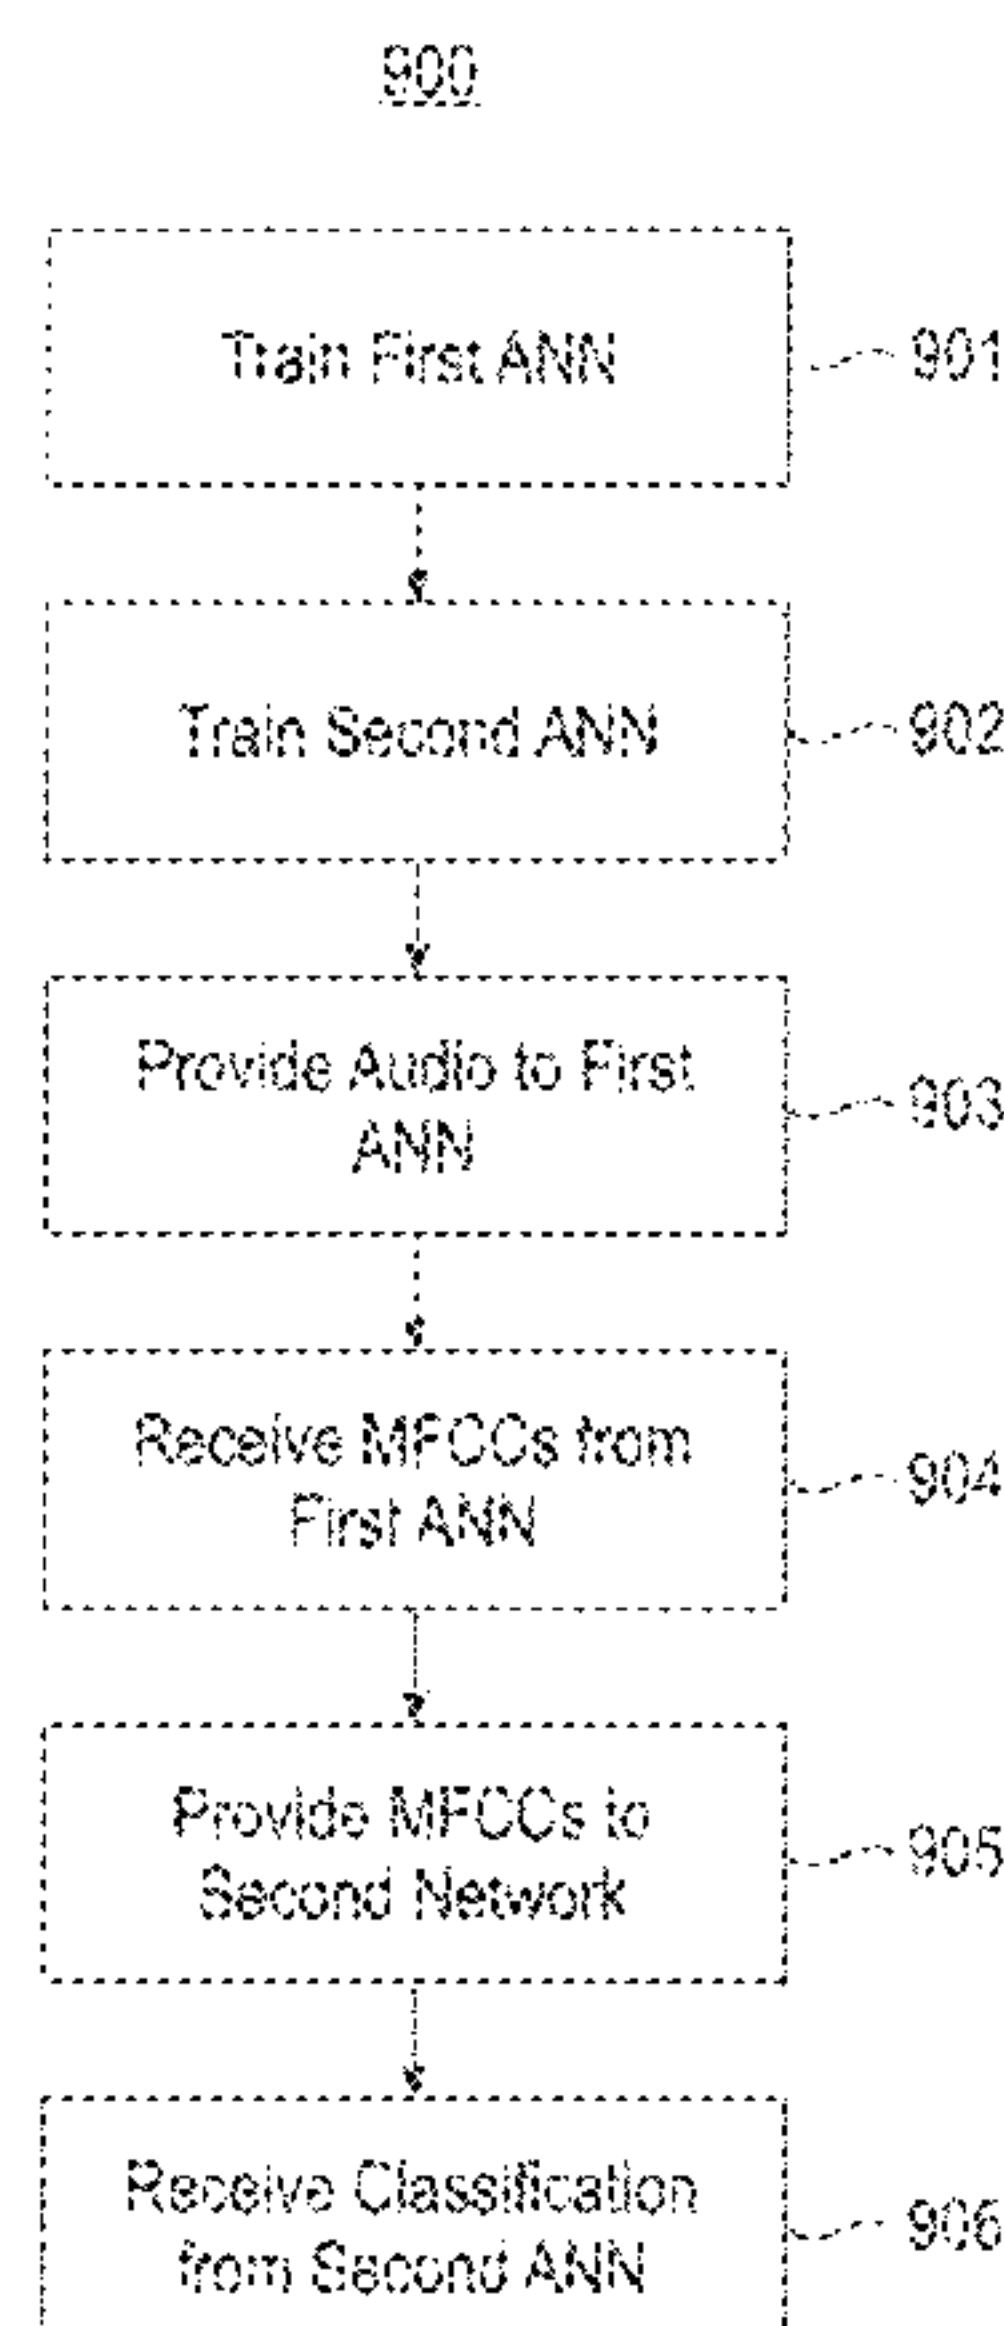 900
Train First ANN
901
Train Second ANN
902
Provide Audio to First
ANN
903
Receive MFCCs from
First ANN
904
Provide MFCCs to
Second Network
905
Receive Classification
from Second ANN
906